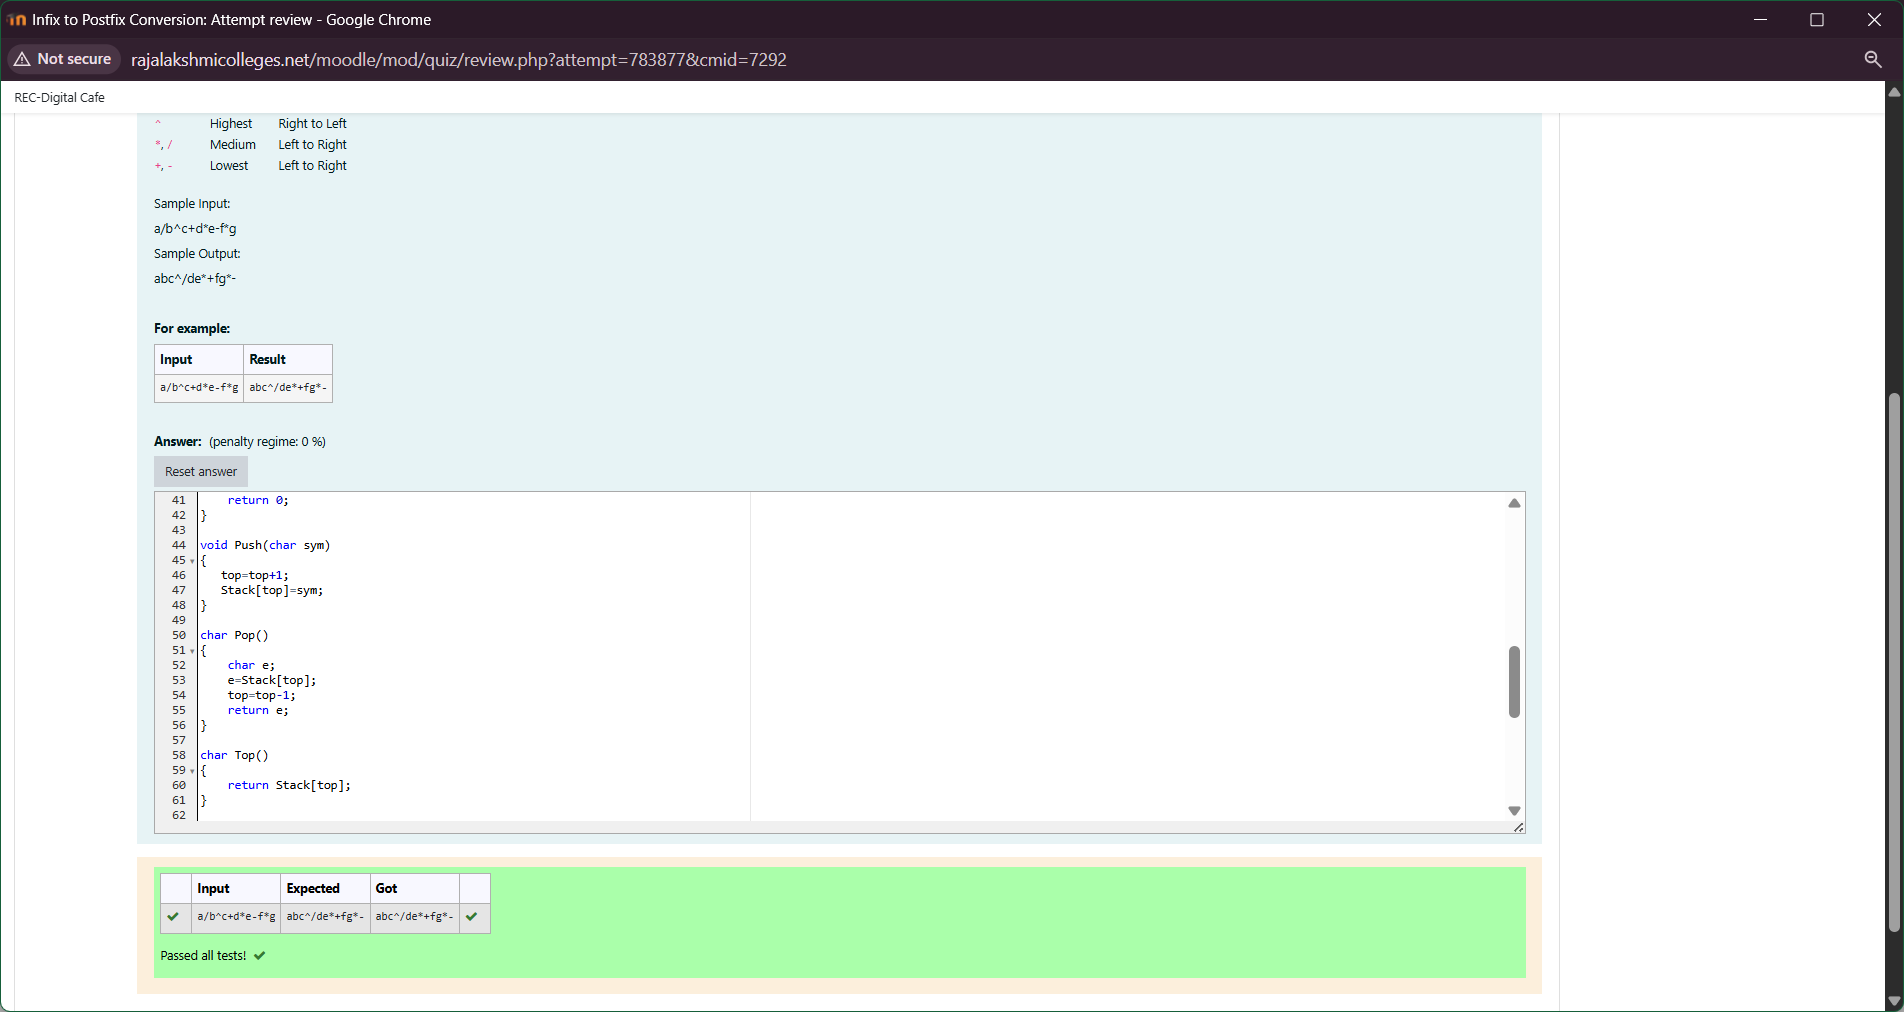 Infix to Postfix Conversion: Attempt review - Google Chrome
Not secure rajalakshmicolleges.net/moodle/mod/quiz/review.php?attempt=783877&cmid=7292
REC-Digital Cafe
^ Highest Right to Left
*, / Medium Left to Right
+, - Lowest Left to Right
Sample Input:
a/b^c+d*e-f*g
Sample Output:
abc^/de*+fg*-
For example:
Input Result
a/b^c+d*e-f*g abc^/de*+fg*-
Answer: (penalty regime: 0 %)
Reset answer
41 return 0;
42 }
43
44 void Push(char sym)
45 {
46 top=top+1;
47 Stack[top]=sym;
48 }
49
50 char Pop()
51 {
52 char e;
53 e=Stack[top];
54 top=top-1;
55 return e;
56 }
57
58 char Top()
59 {
60 return Stack[top];
61 }
62
Input Expected Got
a/b^c+d*e-f*g abc^/de*+fg*- abc^/de*+fg*-
Passed all tests!